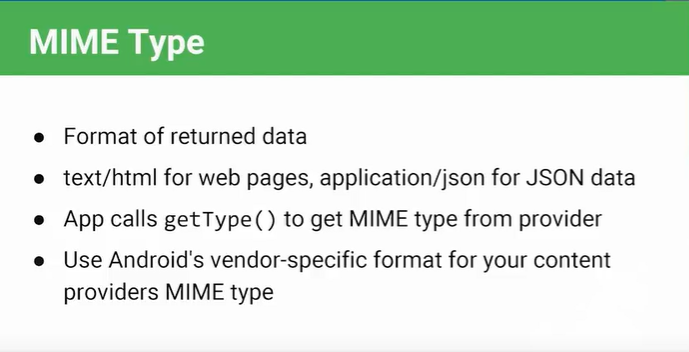 MIME Type
● Format of returned data
● text/html for web pages, application/json for JSON data
● App calls getType() to get MIME type from provider
● Use Android's vendor-specific format for your content
providers MIME type